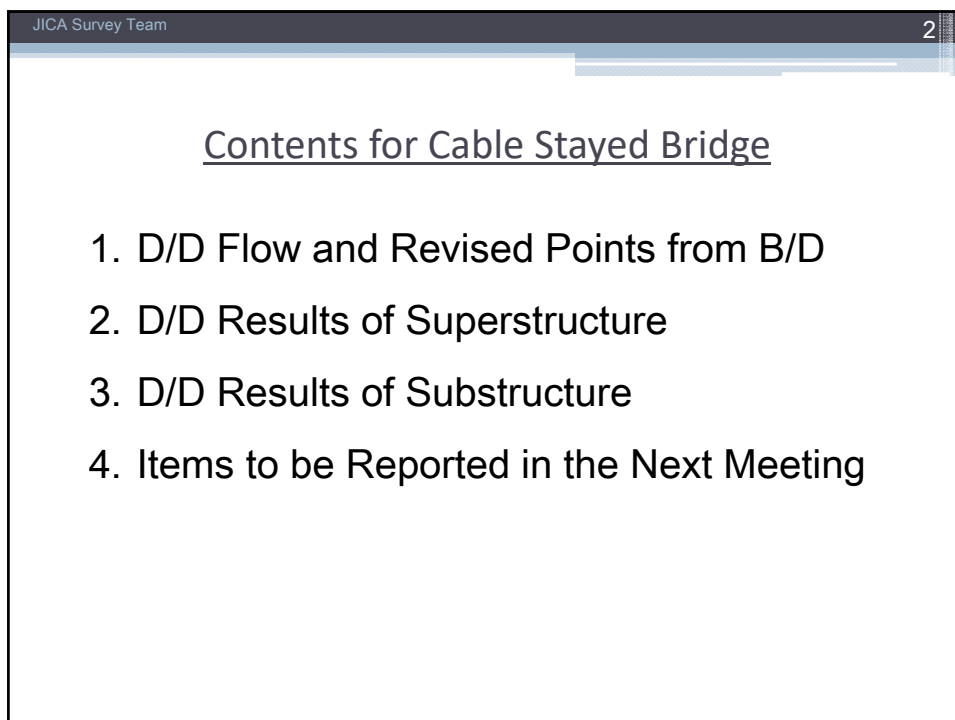 JICA Survey Team
2
Contents for Cable Stayed Bridge
1. D/D Flow and Revised Points from B/D
2. D/D Results of Superstructure
3. D/D Results of Substructure
4. Items to be Reported in the Next Meeting